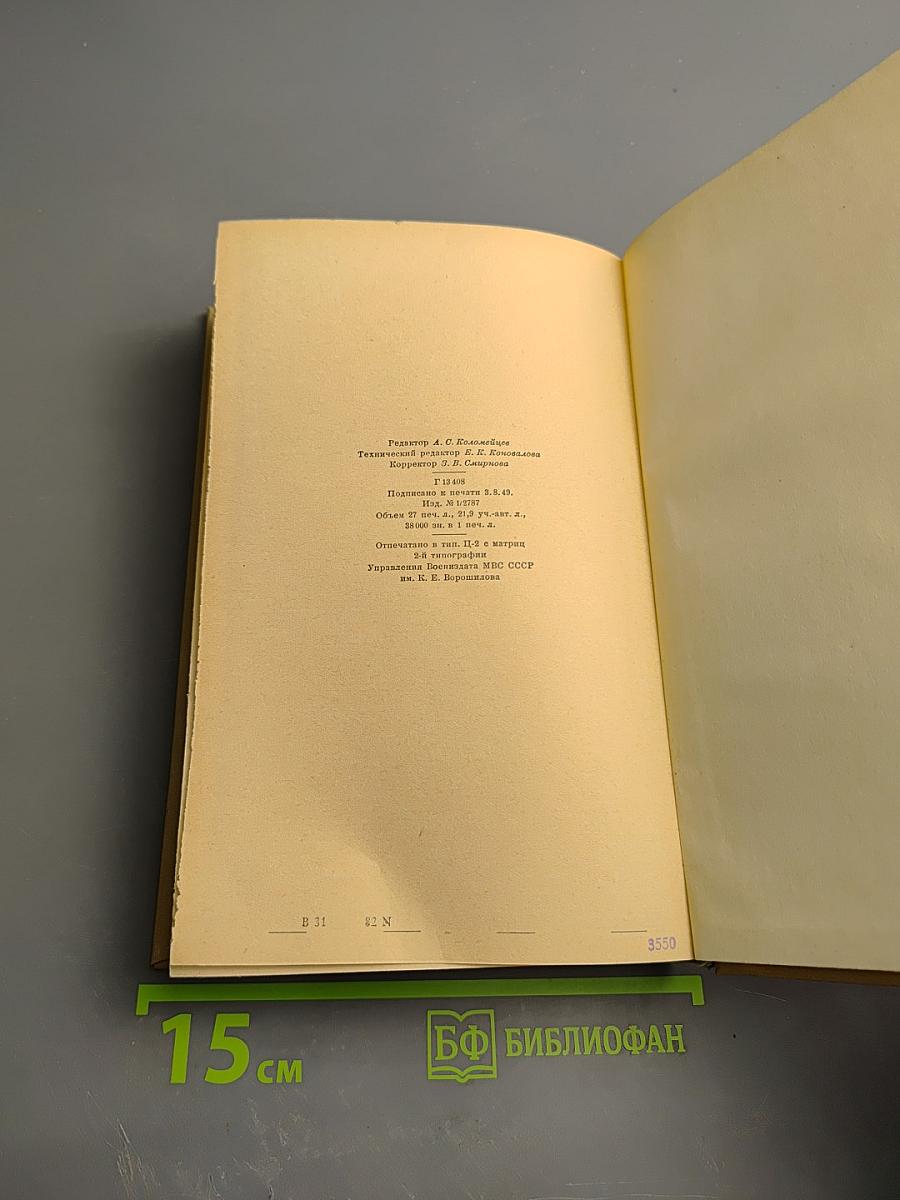 Редактор А. С. Коломейцев
Технический редактор Е. К. Коновалова
Корректор З. В. Смирнова
Г 13408
Подписано к печати 3.8.49.
Изд. № 1/2787
Объем 27 печ. л., 21,9 уч.-авт. л.,
38 000 зн. в 1 печ. л.
Отпечатано в тип. Ц-2 с матриц
2-й типографии
Управления Воениздата МВС СССР
им. К. Е. Ворошилова
В 31 82 N
3550
15 см
БФ БИБЛИОФАН